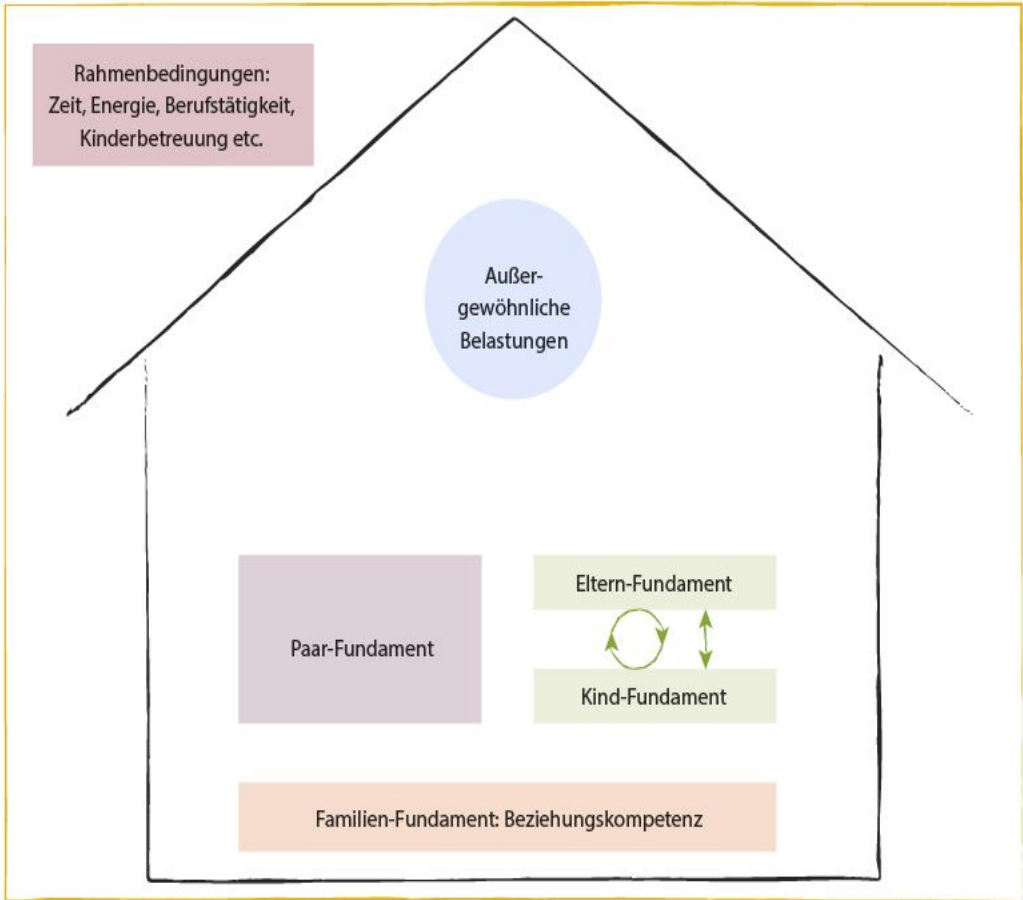 Rahmenbedingungen:
Zeit, Energie, Berufstätigkeit,
Kinderbetreuung etc.
Außer-
gewöhnliche
Belastungen
Paar-Fundament
Eltern-Fundament
Kind-Fundament
Familien-Fundament: Beziehungskompetenz